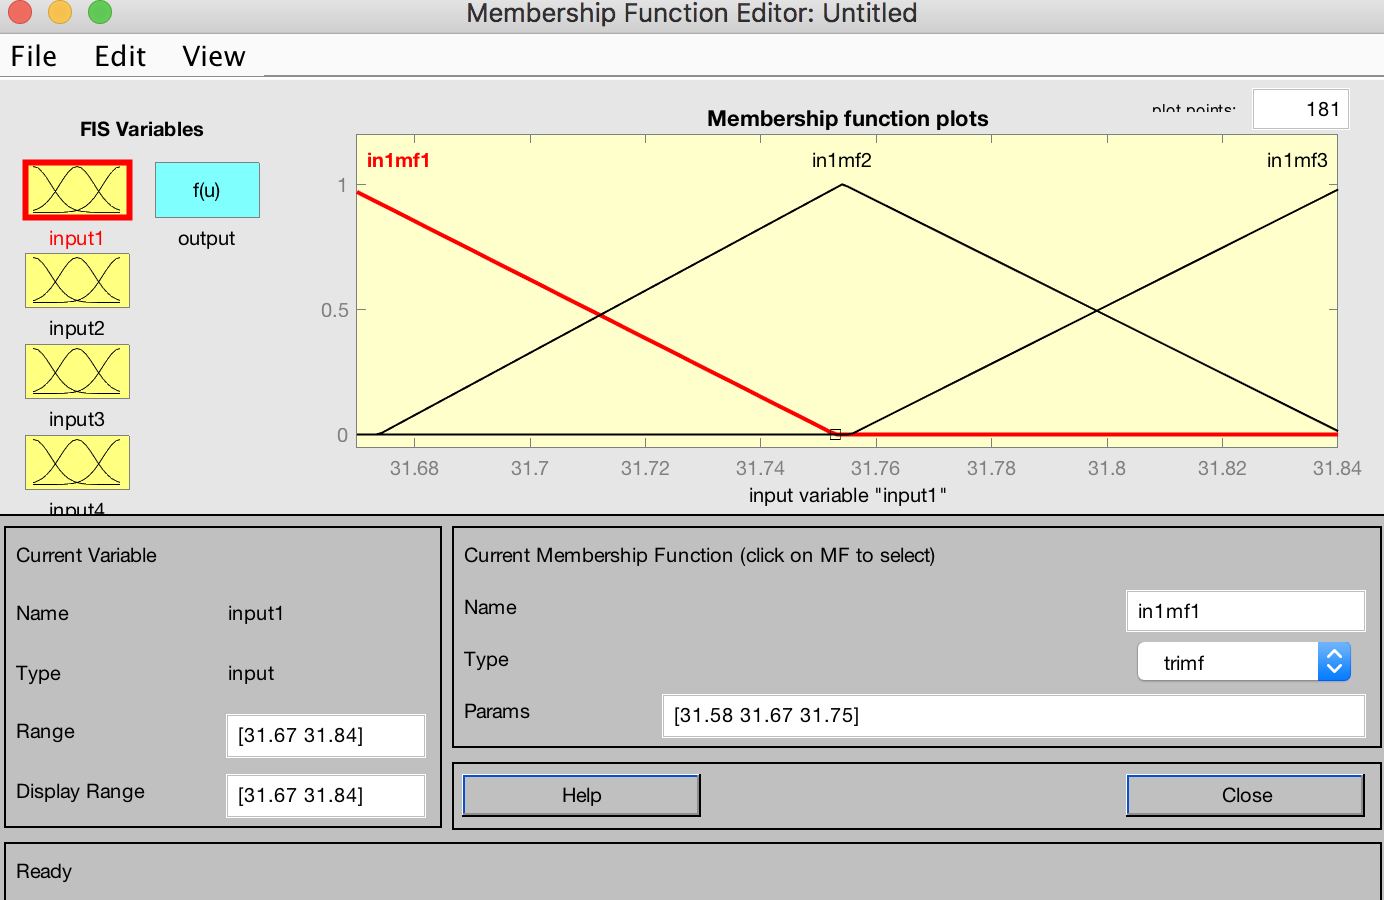 Membership Function Editor: Untitled
File Edit View
FIS Variables
input1
f(u)
output
input2
input3
input4
plot points:
181
Membership function plots
in1mf1
in1mf2
in1mf3
1
0.5
0
31.68 31.7 31.72 31.74 31.76 31.78 31.8 31.82 31.84
input variable "input1"
Current Variable
Name input1
Type input
Range [31.67 31.84]
Display Range [31.67 31.84]
Current Membership Function (click on MF to select)
Name in1mf1
Type trimf
Params [31.58 31.67 31.75]
Help Close
Ready